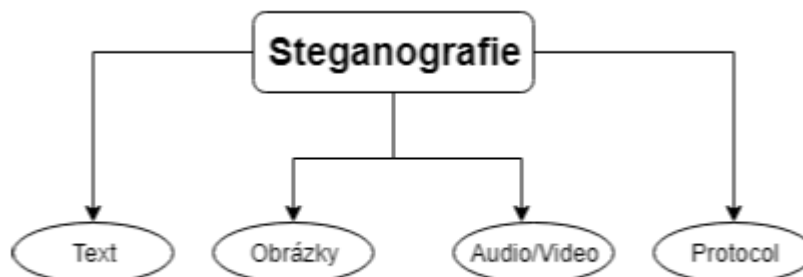 Steganografie
Text
Obrázky
Audio/Video
Protocol